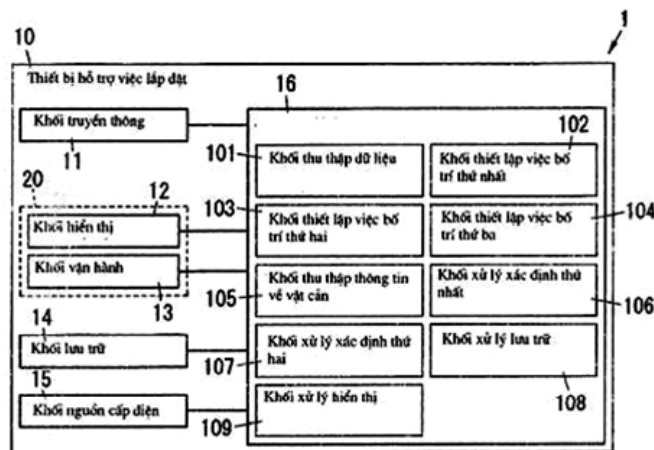 1
10
Thiết bị hỗ trợ việc lắp đặt
16
Khối truyền thông
11
101
Khối thu thập dữ liệu
102
Khối thiết lập việc bố
trí thứ nhất
20
12
Khối hiển thị
103
Khối thiết lập việc bố
trí thứ hai
Khối thiết lập việc bố
trí thứ ba
104
Khối vận hành
13
105
Khối thu thập thông tin
về vật cản
Khối xử lý xác định thứ
nhất
106
14
Khối lưu trữ
107
Khối xử lý xác định thứ
hai
Khối xử lý lưu trữ
108
15
Khối nguồn cấp điện
109
Khối xử lý hiển thị